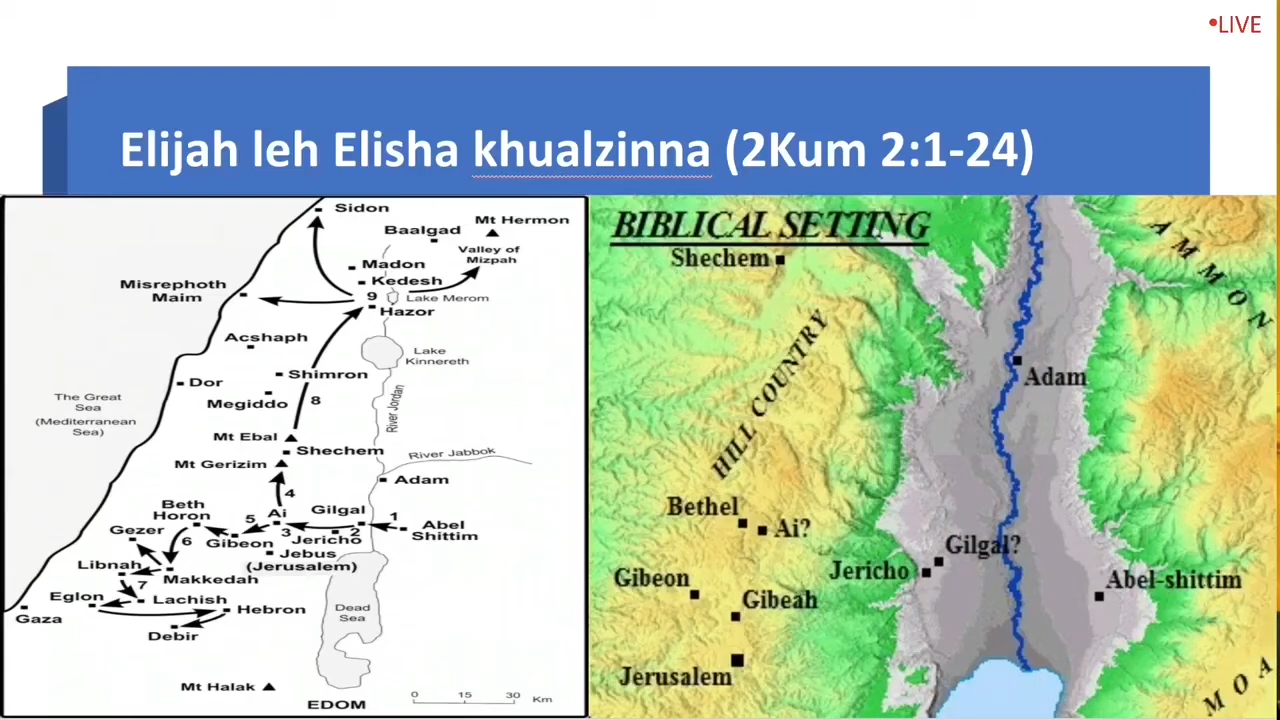 •LIVE
Elijah leh Elisha khualzinna (2Kum 2:1-24)
Sidon
Mt Hermon
Baalgad
Valley of
Mizpah
Madon
Kedesh
Misrephoth
Maim
9
Lake Merom
Hazor
Acshaph
Lake
Kinnereth
Shimron
Dor
Megiddo
8
The Great
Sea
(Mediterranean
Sea)
River Jordan
Mt Ebal
Shechem
River Jabbok
Mt Gerizim
Adam
4
Beth
Horon
Ai
Gilgal
1
Abel
Shittim
5
Gezer
3
2
Jericho
6
Gibeon
Jebus
(Jerusalem)
Libnah
Makkedah
7
Eglon
Lachish
Hebron
Gaza
Debir
Dead
Sea
Mt Halak
EDOM
0 15 30 Km
BIBLICAL SETTING
Shechem
AMMON
HILL COUNTRY
Adam
Bethel
Ai?
Gilgal?
Jericho
Gibeon
Abel-shittim
Gibeah
Jerusalem
MOA